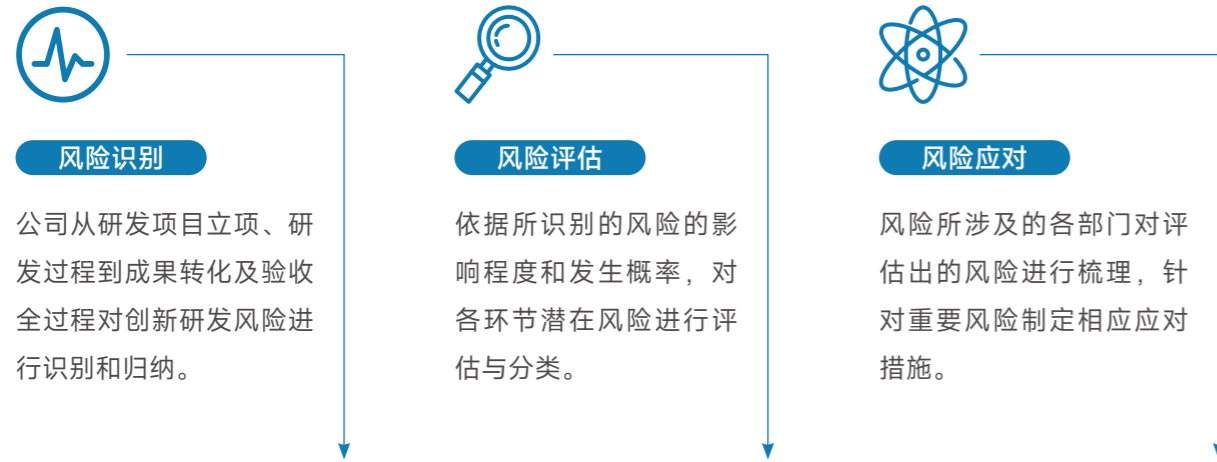 风险识别
公司从研发项目立项、研
发过程到成果转化及验收
全过程对创新研发风险进
行识别和归纳。
风险评估
依据所识别的风险的影
响程度和发生概率，对
各环节潜在风险进行评
估与分类。
风险应对
风险所涉及的各部门对评
估出的风险进行梳理，针
对重要风险制定相应应对
措施。